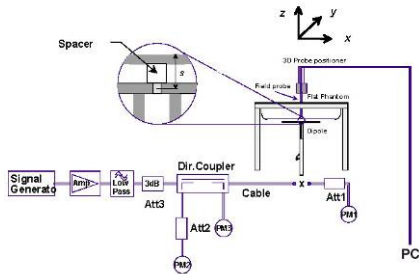 z
y
x
Spacer
s
3D Probe positioner
Field probe
Flat Phantom
Dipole
Signal
Generato
Amp
Low
Pass
3dB
Att3
Dir.Coupler
Cable
x
Att1
PM1
Att2
PM3
PM2
PC